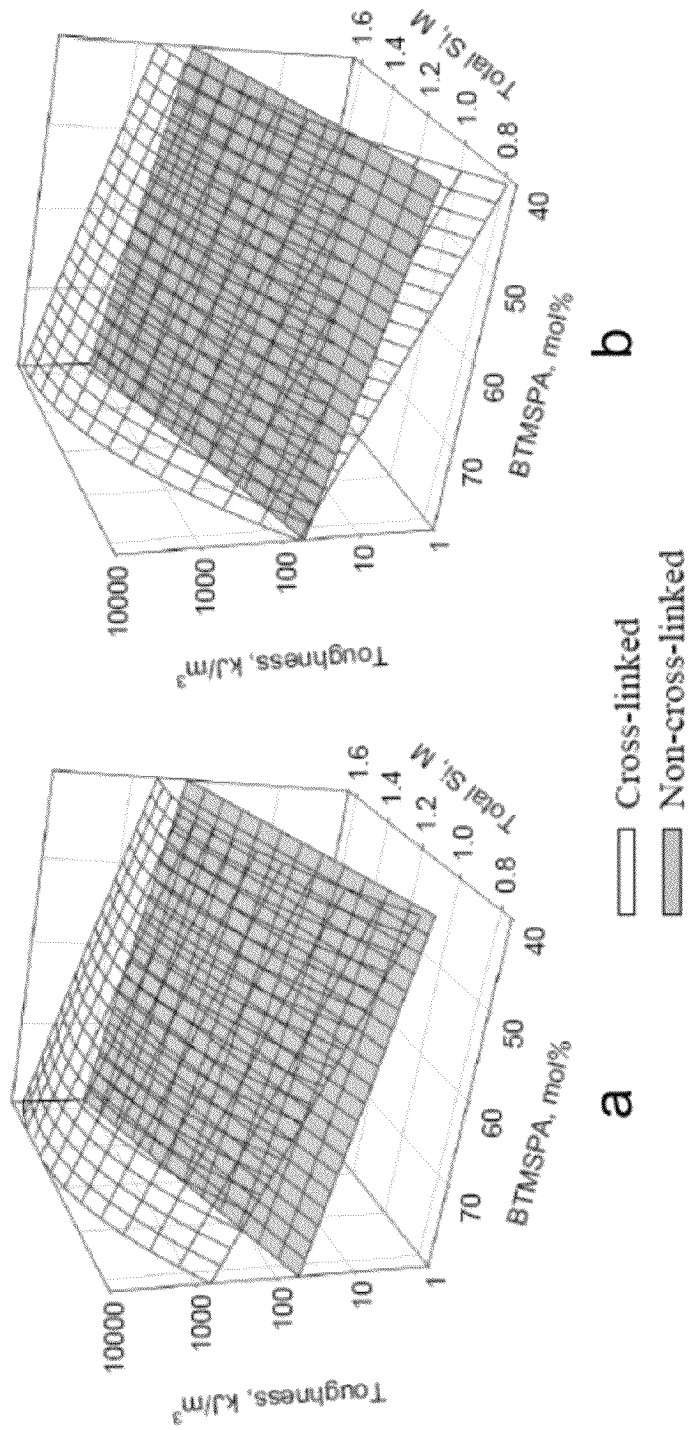 10000
1000
100
10
1
Toughness, kJ/m³
70
60
50
40
BTMSPA, mol%
0.8
1.0
1.2
1.4
1.6
Total Si, M
a
10000
1000
100
10
1
Toughness, kJ/m³
70
60
50
40
BTMSPA, mol%
0.8
1.0
1.2
1.4
1.6
Total Si, M
b
Cross-linked
Non-cross-linked